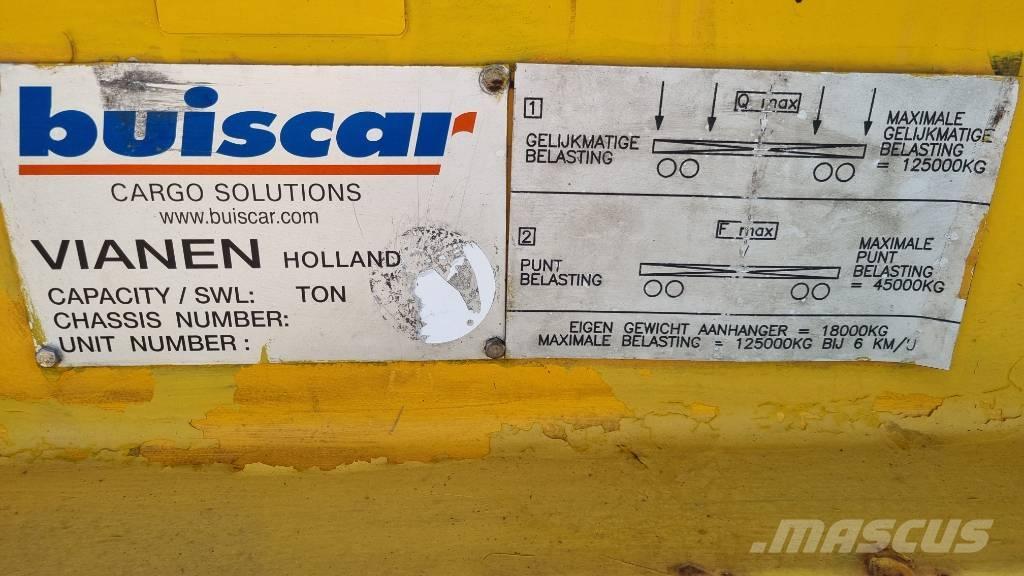 buiscar
CARGO SOLUTIONS
www.buiscar.com
VIANEN HOLLAND
CAPACITY / SWL: TON
CHASSIS NUMBER:
UNIT NUMBER :
1
Q max
GELIJKMATIGE
BELASTING
MAXIMALE
GELIJKMATIGE
BELASTING
= 125000KG
2
F max
PUNT
BELASTING
MAXIMALE
PUNT
BELASTING
= 45000KG
EIGEN GEWICHT AANHANGER = 18000KG
MAXIMALE BELASTING = 125000KG BIJ 6 KM/U
.MASCUS